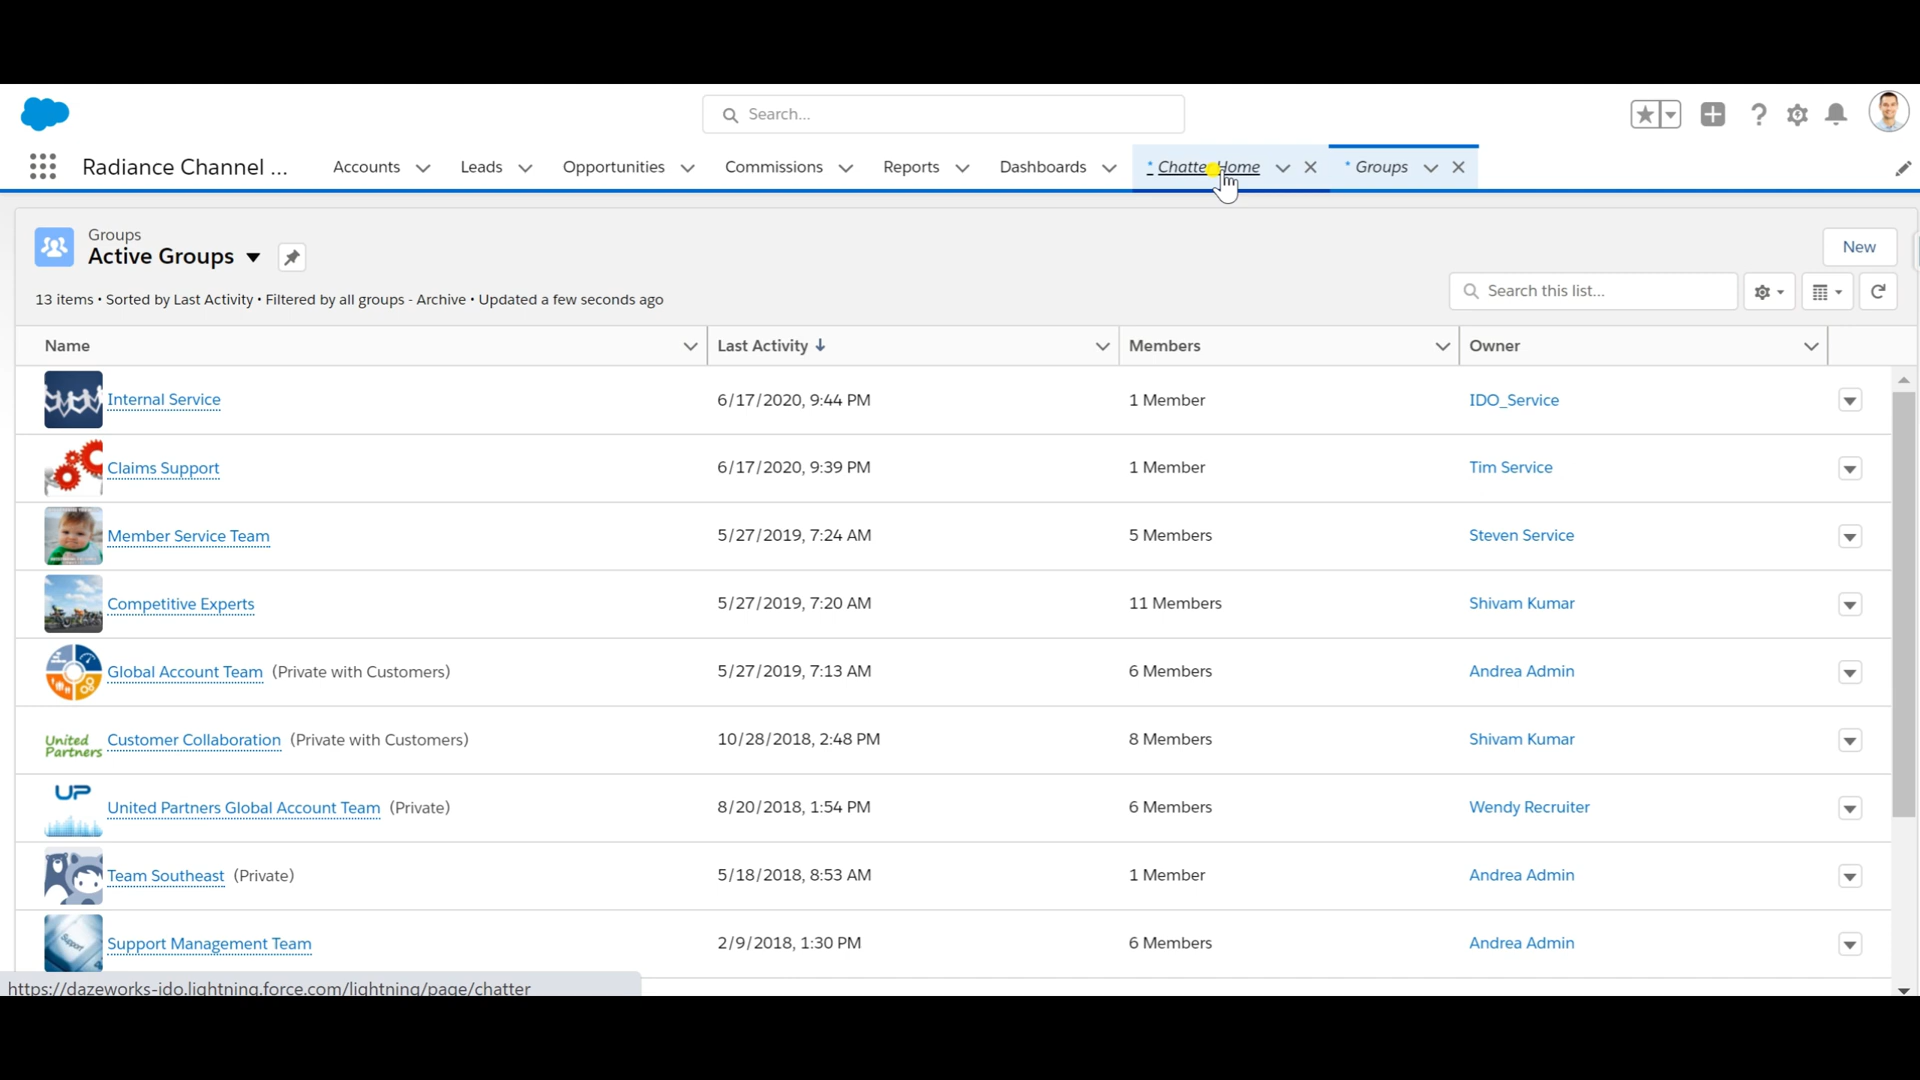 Search...
Radiance Channel ... Accounts Leads Opportunities Commissions Reports Dashboards * Chatter Home * Groups
Groups
Active Groups
New
13 items • Sorted by Last Activity • Filtered by all groups - Archive • Updated a few seconds ago
Search this list...
Name Last Activity ↓ Members Owner
Internal Service 6/17/2020, 9:44 PM 1 Member IDO_Service
Claims Support 6/17/2020, 9:39 PM 1 Member Tim Service
Member Service Team 5/27/2019, 7:24 AM 5 Members Steven Service
Competitive Experts 5/27/2019, 7:20 AM 11 Members Shivam Kumar
Global Account Team (Private with Customers) 5/27/2019, 7:13 AM 6 Members Andrea Admin
United Partners Customer Collaboration (Private with Customers) 10/28/2018, 2:48 PM 8 Members Shivam Kumar
UP United Partners Global Account Team (Private) 8/20/2018, 1:54 PM 6 Members Wendy Recruiter
Team Southeast (Private) 5/18/2018, 8:53 AM 1 Member Andrea Admin
Support Support Management Team 2/9/2018, 1:30 PM 6 Members Andrea Admin
https://dazeworks-ido.lightning.force.com/lightning/page/chatter